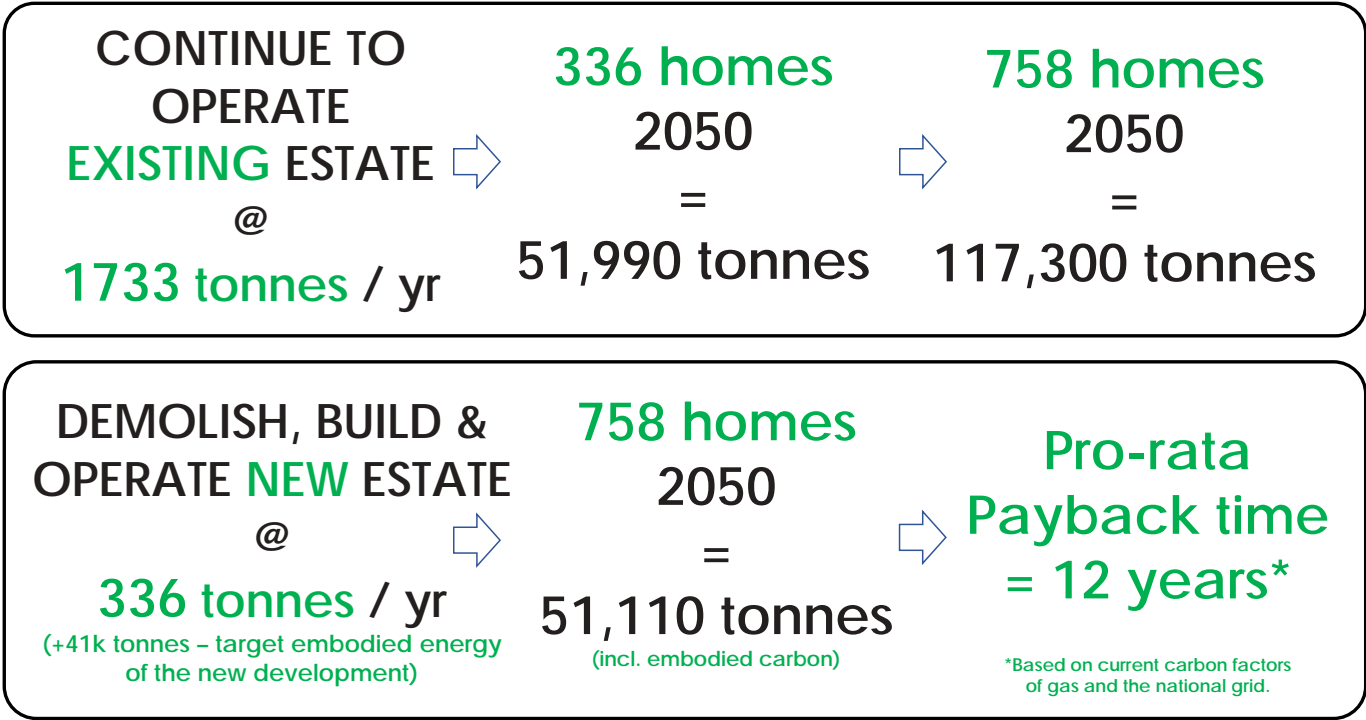 CONTINUE TO
OPERATE
EXISTING ESTATE
@
1733 tonnes / yr
336 homes
2050
=
51,990 tonnes
758 homes
2050
=
117,300 tonnes
DEMOLISH, BUILD &
OPERATE NEW ESTATE
@
336 tonnes / yr
(+41k tonnes – target embodied energy
of the new development)
758 homes
2050
=
51,110 tonnes
(incl. embodied carbon)
Pro-rata
Payback time
= 12 years*
*Based on current carbon factors
of gas and the national grid.